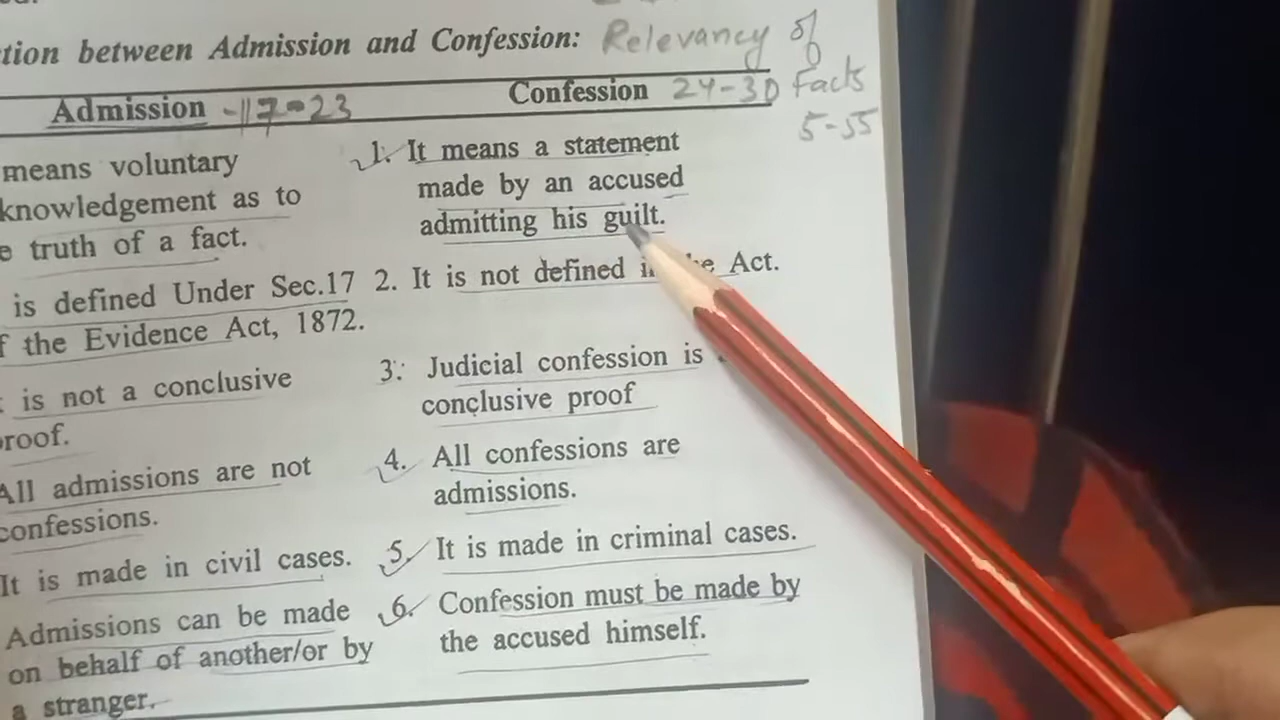 tion between Admission and Confession: Relevancy of
Admission -17-23 Confession 24-30 Facts
5-55
means voluntary
knowledgement as to
e truth of a fact.
1. It means a statement
made by an accused
admitting his guilt.
is defined Under Sec.17
f the Evidence Act, 1872.
2. It is not defined in the Act.
is not a conclusive
proof.
3. Judicial confession is
conclusive proof
All admissions are not
confessions.
4. All confessions are
admissions.
It is made in civil cases.
5. It is made in criminal cases.
Admissions can be made
on behalf of another/or by
a stranger.
6. Confession must be made by
the accused himself.